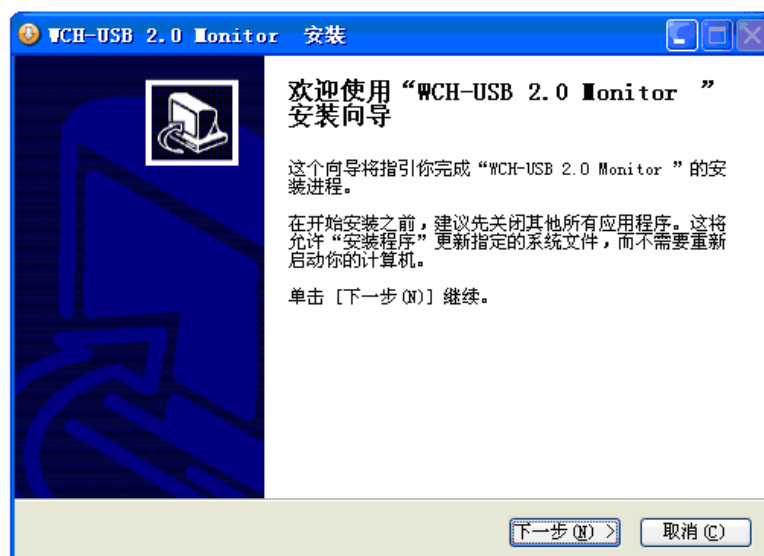 WCH-USB 2.0 Monitor 安装
欢迎使用“WCH-USB 2.0 Monitor ”
安装向导
这个向导将指引你完成“WCH-USB 2.0 Monitor ”的安
装进程。
在开始安装之前，建议先关闭其他所有应用程序。这将
允许“安装程序”更新指定的系统文件，而不需要重新
启动你的计算机。
单击 [下一步(N)] 继续。
下一步(N) >
取消(C)